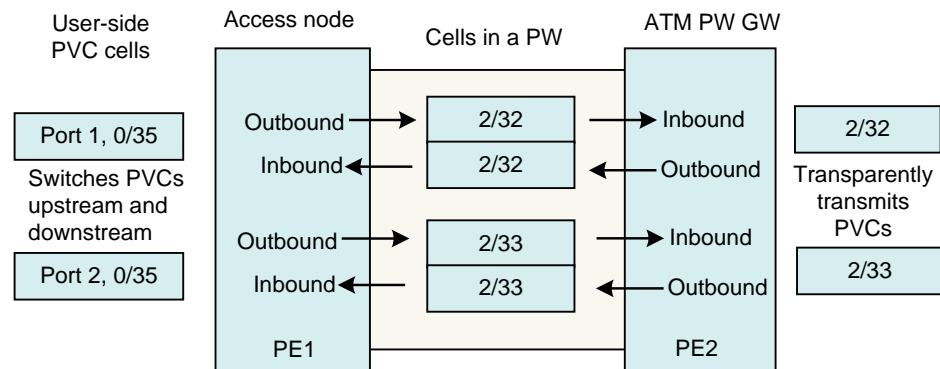 User-side
PVC cells
Access node
Cells in a PW
ATM PW GW
Port 1, 0/35
Switches PVCs
upstream and
downstream
Port 2, 0/35
Outbound
Inbound
Outbound
Inbound
PE1
2/32
2/32
2/33
2/33
Inbound
Outbound
Inbound
Outbound
PE2
2/32
Transparently
transmits
PVCs
2/33